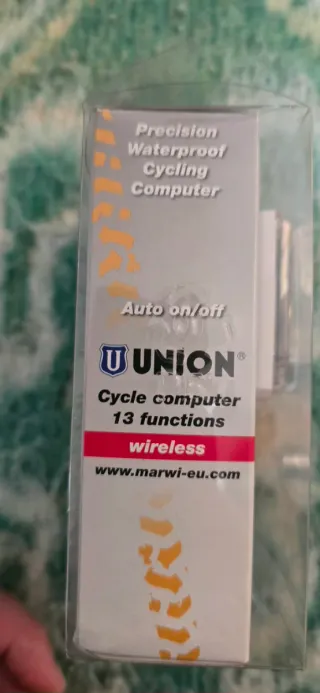 Precision
Waterproof
Cycling
Computer
Auto on/off
U UNION®
Cycle computer
13 functions
wireless
www.marwi-eu.com